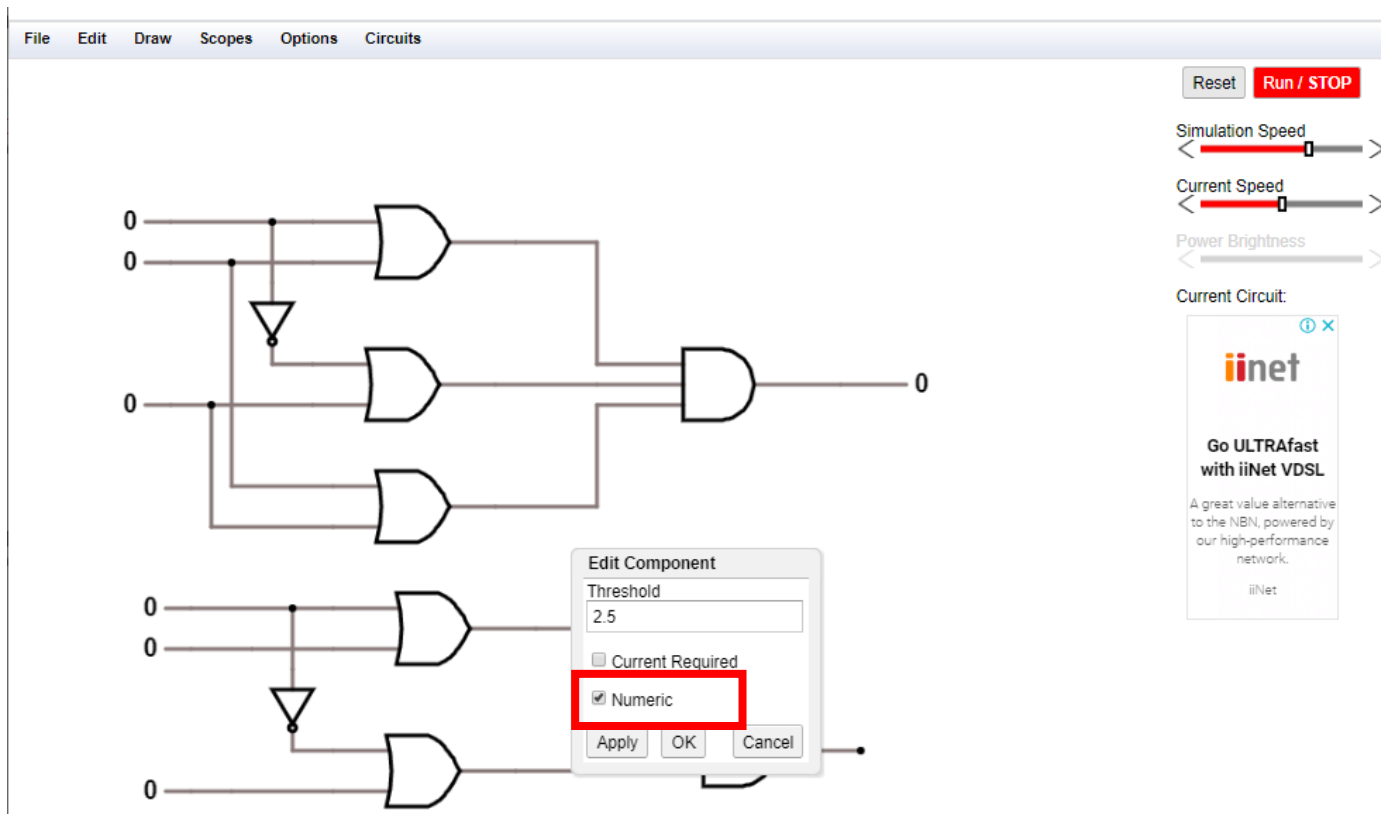 File Edit Draw Scopes Options Circuits
Reset Run / STOP
Simulation Speed
Current Speed
Power Brightness
Current Circuit:
iinet
Go ULTRAfast
with iiNet VDSL
A great value alternative
to the NBN, powered by
our high-performance
network.
iiNet
0
0
0
0
Edit Component
Threshold
2.5
Current Required
Numeric
Apply OK Cancel
0
0
0